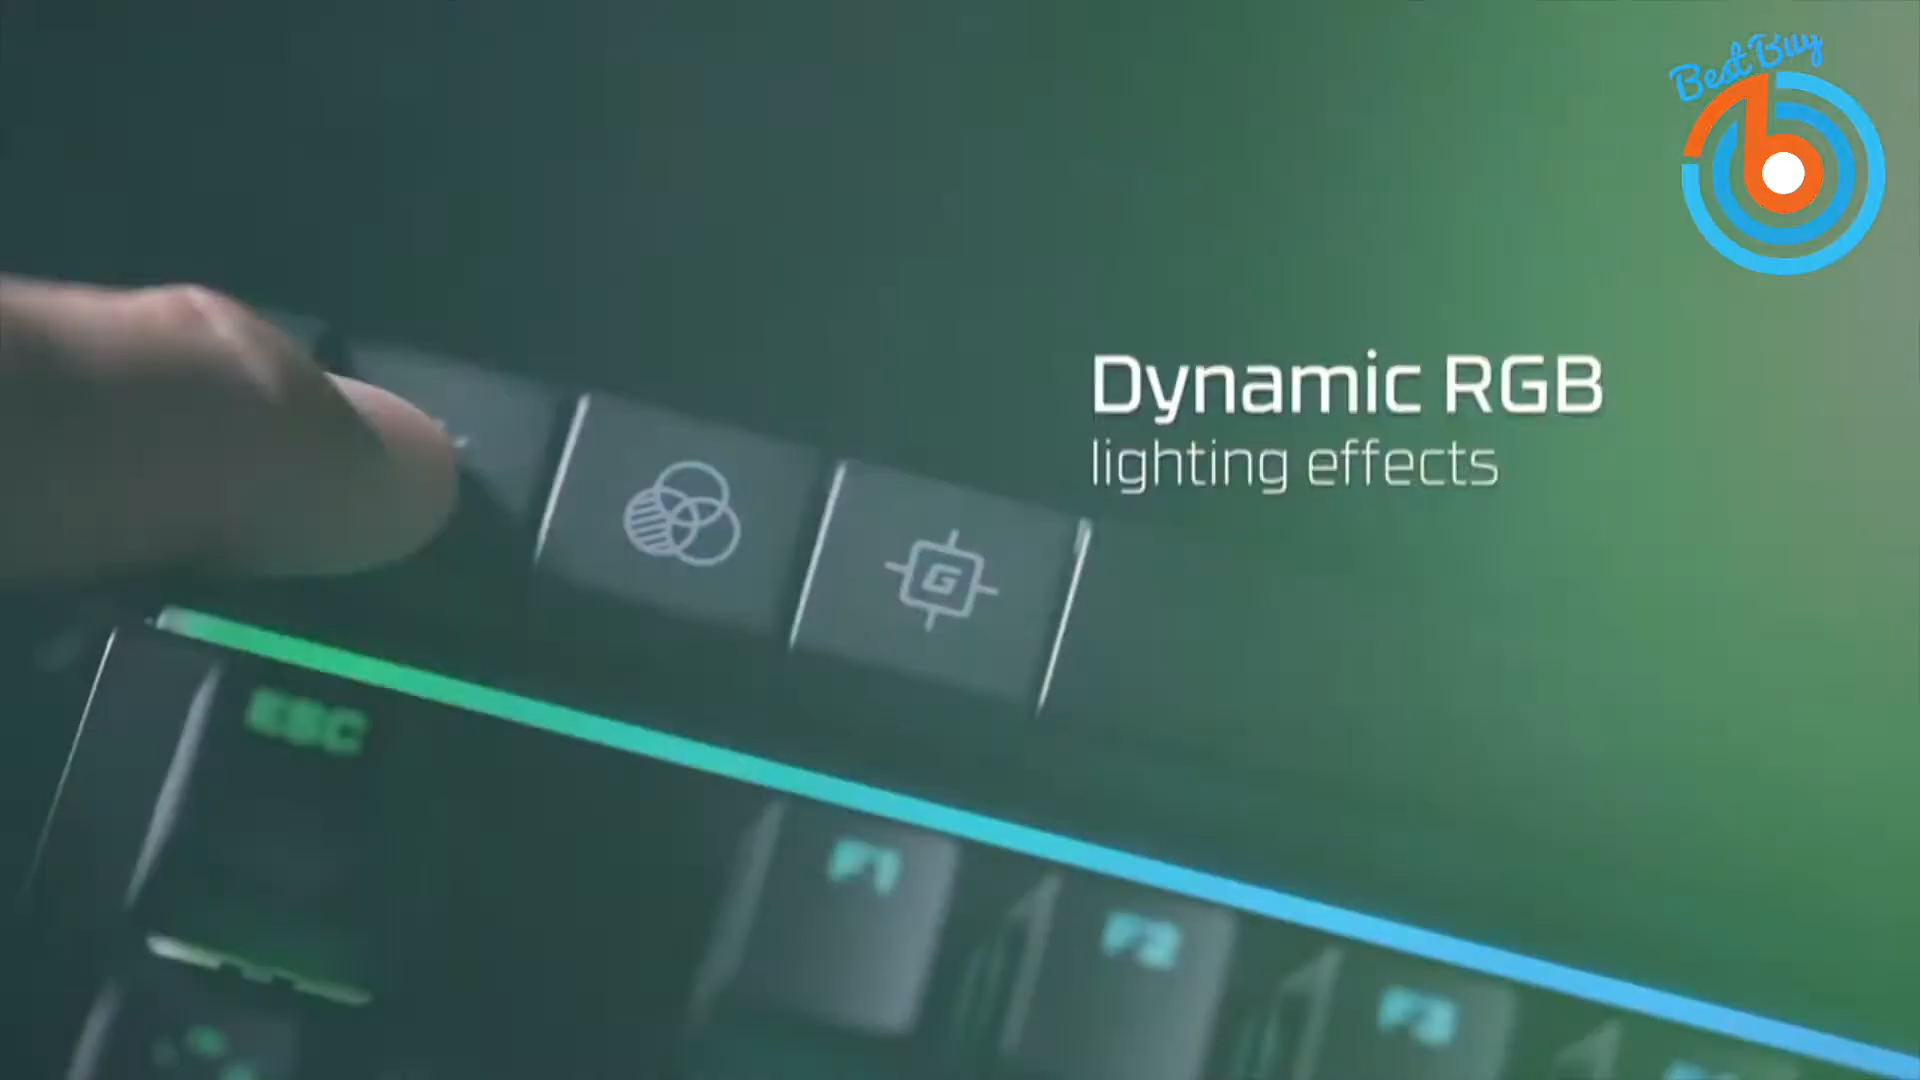 Best Buy
Dynamic RGB
lighting effects
G
ESC
F1
F2
F3